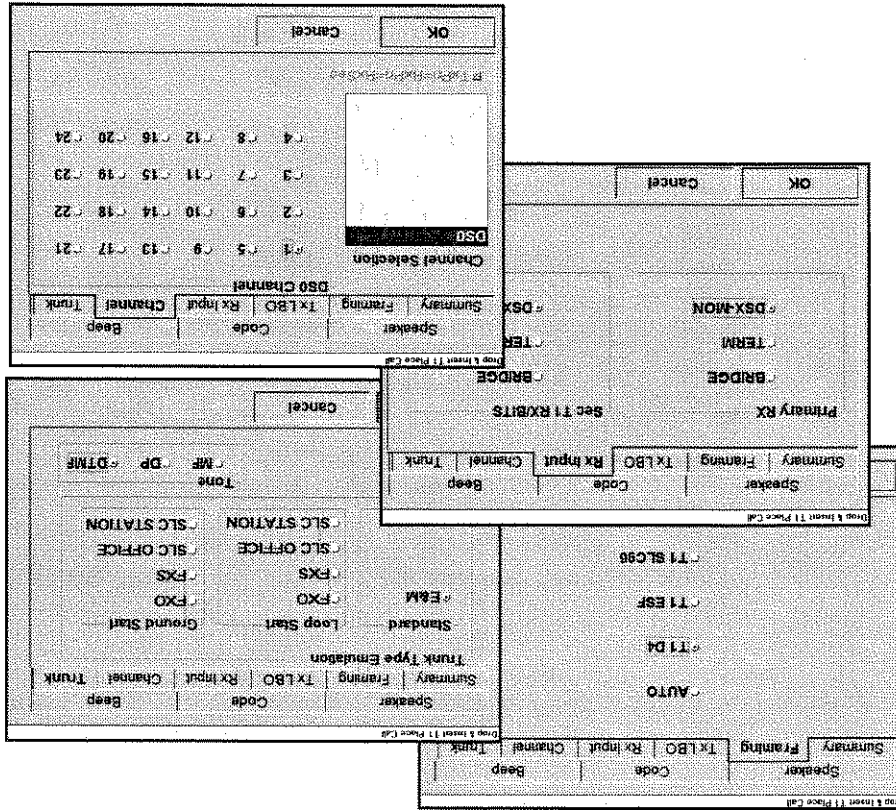 op & Insert T1 Place Call
Speaker Code Beep
Summary Framing Tx LBO Rx Input Channel Trunk
AUTO
T1 D4
T1 ESF
T1 SLC96
Drop & Insert T1 Place Call
Speaker Code Beep
Summary Framing Tx LBO Rx Input Channel Trunk
Trunk Type Emulation
Standard Loop Start Ground Start
E&M FXO FXO
FXS FXS
SLC OFFICE SLC OFFICE
SLC STATION SLC STATION
Tone
MF DP DTMF
Cancel
Drop & Insert T1 Place Call
Speaker Code Beep
Summary Framing Tx LBO Rx Input Channel Trunk
Primary RX Sec T1 RX/BITS
BRIDGE BRIDGE
TERM TER
DSX-MON DSX
OK Cancel
Drop & Insert T1 Place Call
Speaker Code Beep
Summary Framing Tx LBO Rx Input Channel Trunk
DS0 Channel
Channel Selection
DS0
1 5 9 13 17 21
2 6 10 14 18 22
3 7 11 15 19 23
4 8 12 16 20 24
OK Cancel